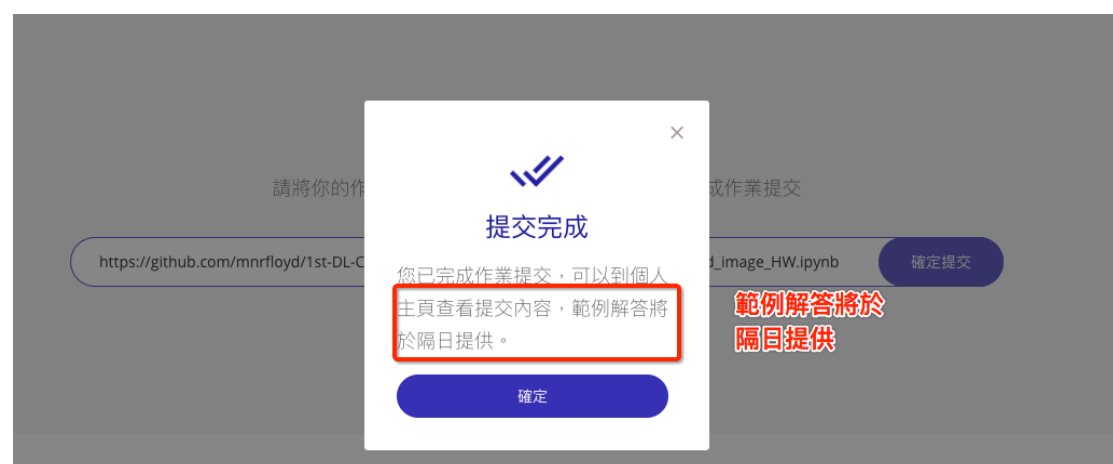 請將你的作
成作業提交
×
提交完成
https://github.com/mnrfloyd/1st-DL-C
d_image_HW.ipynb
確定提交
您已完成作業提交，可以到個人
主頁查看提交內容，範例解答將
於隔日提供。
範例解答將於
隔日提供
確定